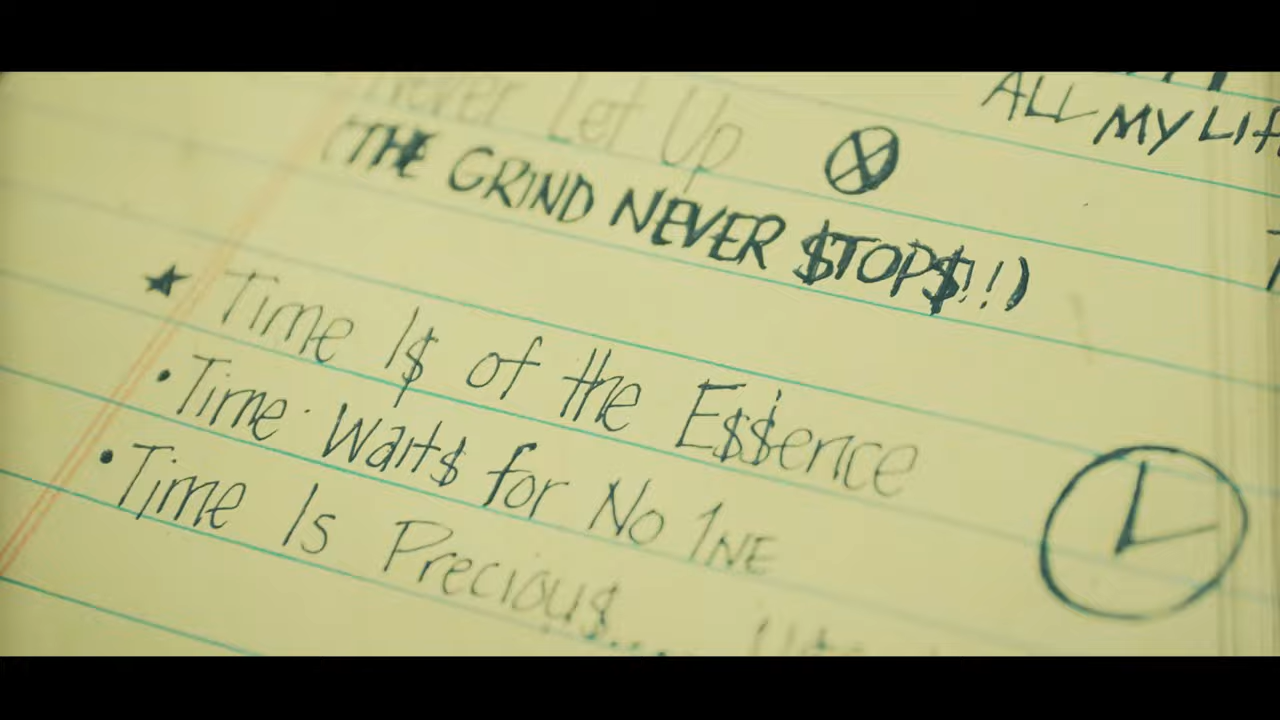 ALL MY LIF
Never Let Up
(THE GRIND NEVER $TOP$!!)
★ Time I$ of the E$$ence
• Time Wait$ for No 1NE
• Time Is Preciou$....